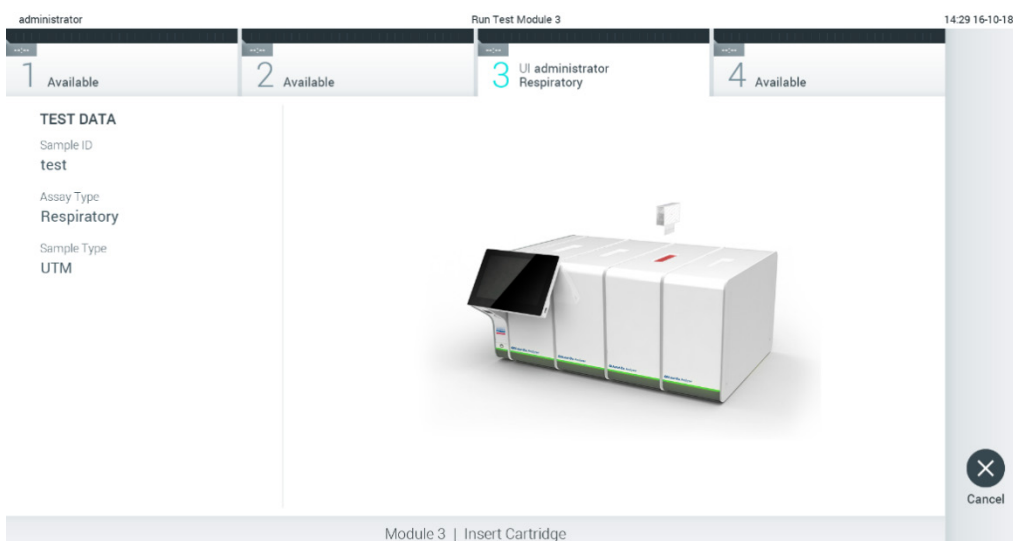 administrator
Run Test Module 3
14:29 16-10-18
--:--
--:--
--:--
--:--
1 Available
2 Available
3 UI administrator
Respiratory
4 Available
TEST DATA
Sample ID
test
Assay Type
Respiratory
Sample Type
UTM
Cancel
Module 3 | Insert Cartridge